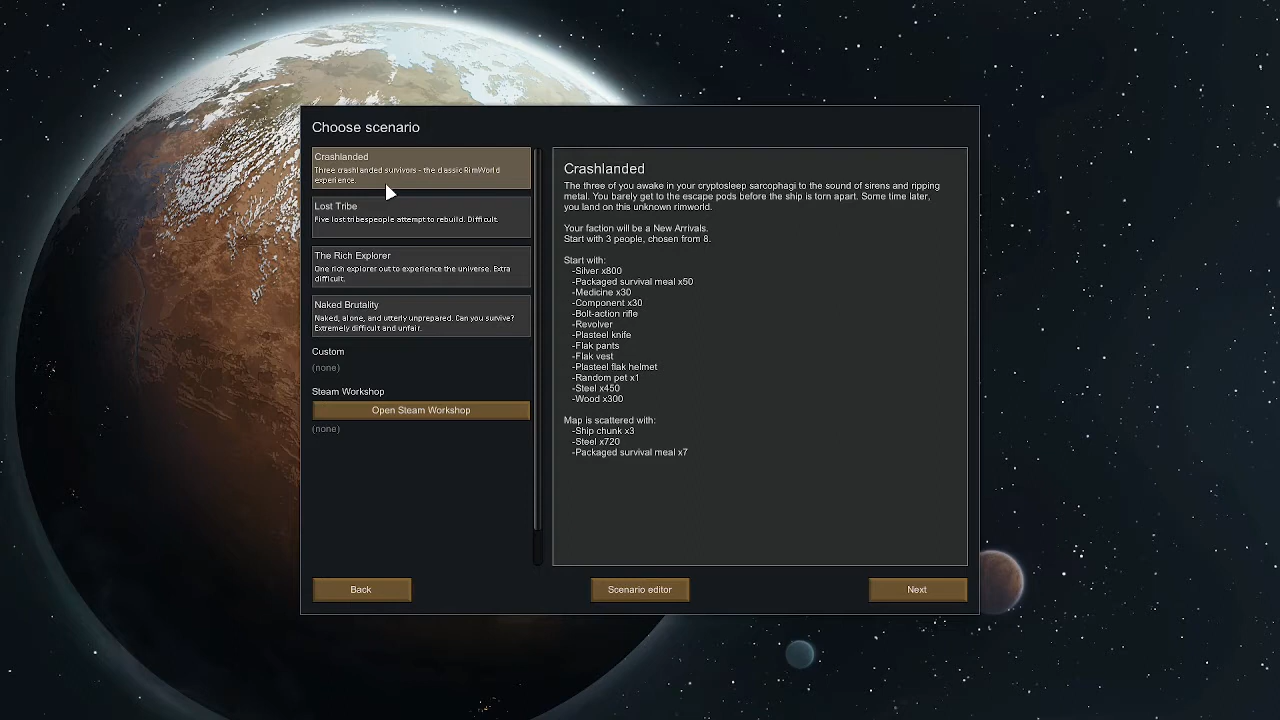 Choose scenario
Crashlanded
Three crashlanded survivors - the classic RimWorld
experience.
Lost Tribe
Five lost tribespeople attempt to rebuild. Difficult.
The Rich Explorer
One rich explorer out to experience the universe. Extra
difficult.
Naked Brutality
Naked, alone, and utterly unprepared. Can you survive?
Extremely difficult and unfair.
Custom
(none)
Steam Workshop
Open Steam Workshop
(none)
Crashlanded
The three of you awake in your cryptosleep sarcophagi to the sound of sirens and ripping
metal. You barely get to the escape pods before the ship is torn apart. Some time later,
you land on this unknown rimworld.
Your faction will be a New Arrivals.
Start with 3 people, chosen from 8.
Start with:
-Silver x800
-Packaged survival meal x50
-Medicine x30
-Component x30
-Bolt-action rifle
-Revolver
-Plasteel knife
-Flak pants
-Flak vest
-Plasteel flak helmet
-Random pet x1
-Steel x450
-Wood x300
Map is scattered with:
-Ship chunk x3
-Steel x720
-Packaged survival meal x7
Back
Scenario editor
Next